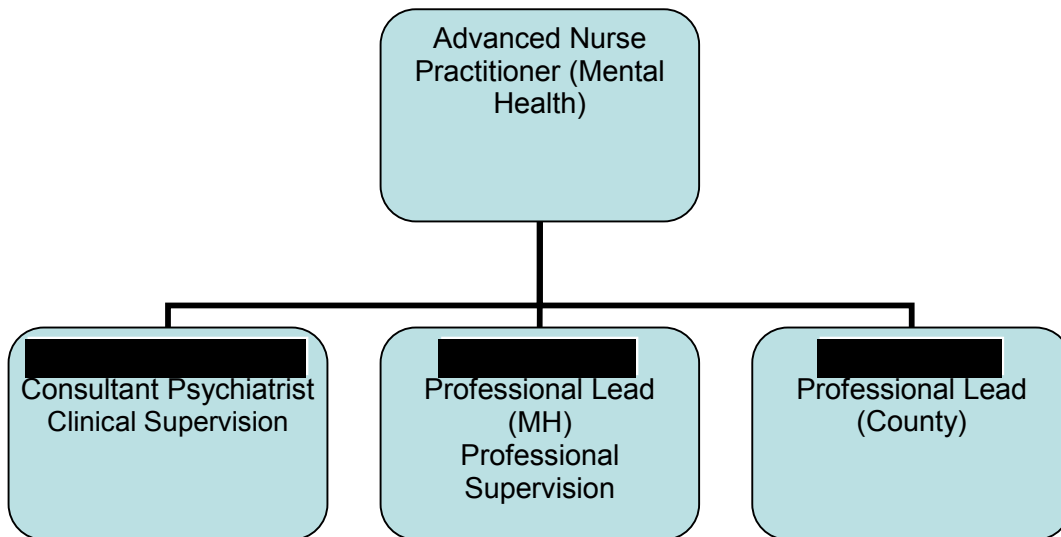 Advanced Nurse
Practitioner (Mental
Health)
Consultant Psychiatrist
Clinical Supervision
Professional Lead
(MH)
Professional
Supervision
Professional Lead
(County)